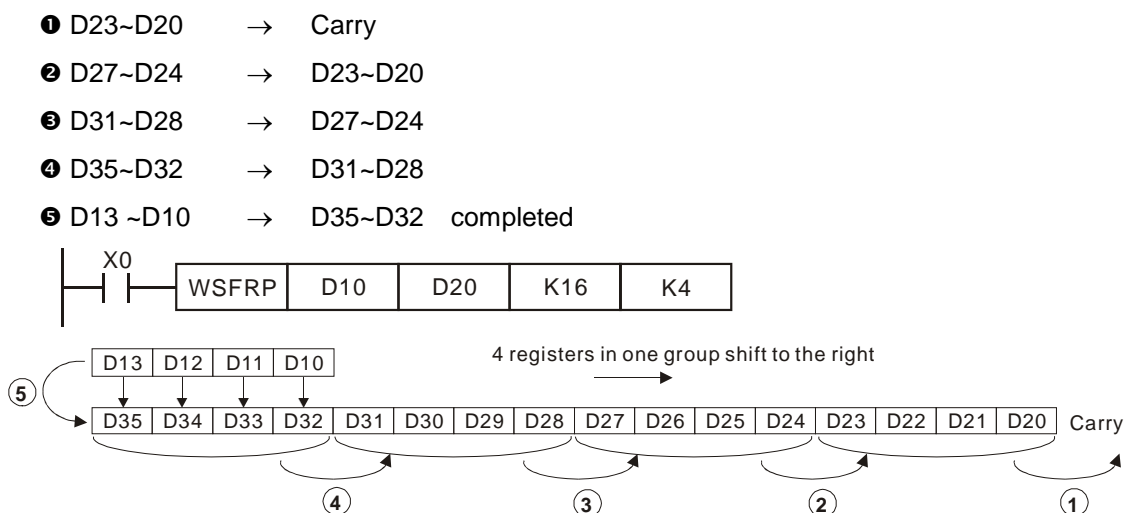 ❶ D23~D20 → Carry
❷ D27~D24 → D23~D20
❸ D31~D28 → D27~D24
❹ D35~D32 → D31~D28
❺ D13 ~D10 → D35~D32 completed
X0
WSFRP D10 D20 K16 K4
D13 D12 D11 D10 4 registers in one group shift to the right
5
D35 D34 D33 D32 D31 D30 D29 D28 D27 D26 D25 D24 D23 D22 D21 D20 Carry
4 3 2 1